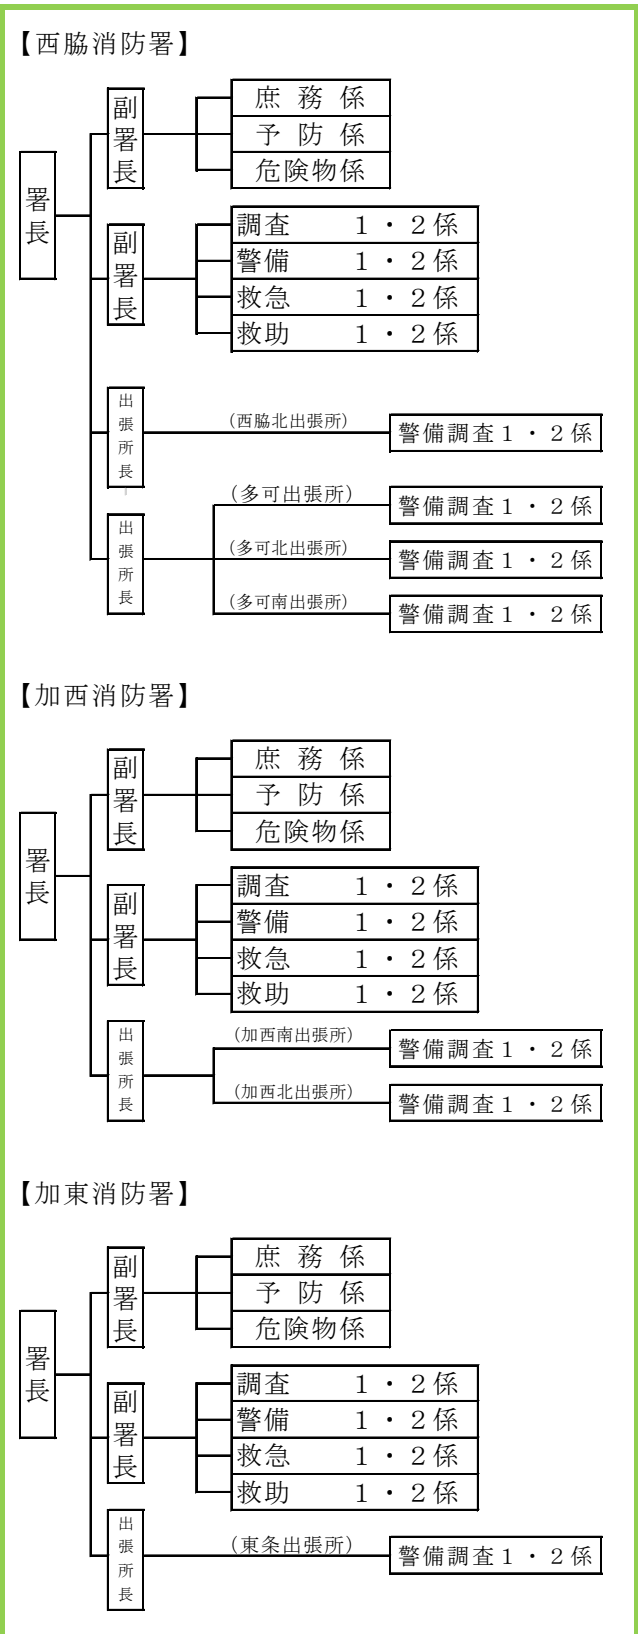 【西脇消防署】
署長
副署長
庶務係
予防係
危険物係
副署長
調査　１・２係
警備　１・２係
救急　１・２係
救助　１・２係
出張所長
(西脇北出張所)
警備調査１・２係
出張所長
(多可出張所)
警備調査１・２係
(多可北出張所)
警備調査１・２係
(多可南出張所)
警備調査１・２係
【加西消防署】
署長
副署長
庶務係
予防係
危険物係
副署長
調査　１・２係
警備　１・２係
救急　１・２係
救助　１・２係
出張所長
(加西南出張所)
警備調査１・２係
(加西北出張所)
警備調査１・２係
【加東消防署】
署長
副署長
庶務係
予防係
危険物係
副署長
調査　１・２係
警備　１・２係
救急　１・２係
救助　１・２係
出張所長
(東条出張所)
警備調査１・２係